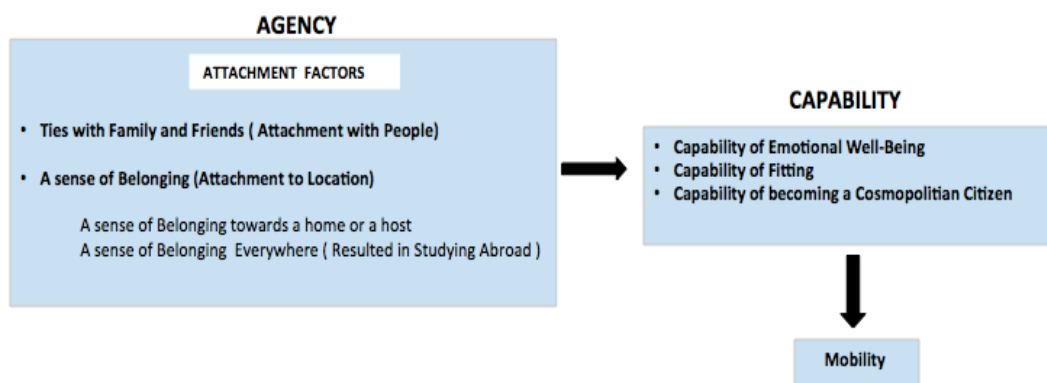 AGENCY
ATTACHMENT FACTORS
• Ties with Family and Friends ( Attachment with People)
• A sense of Belonging (Attachment to Location)
A sense of Belonging towards a home or a host
A sense of Belonging Everywhere ( Resulted in Studying Abroad )
CAPABILITY
• Capability of Emotional Well-Being
• Capability of Fitting
• Capability of becoming a Cosmopolitian Citizen
Mobility